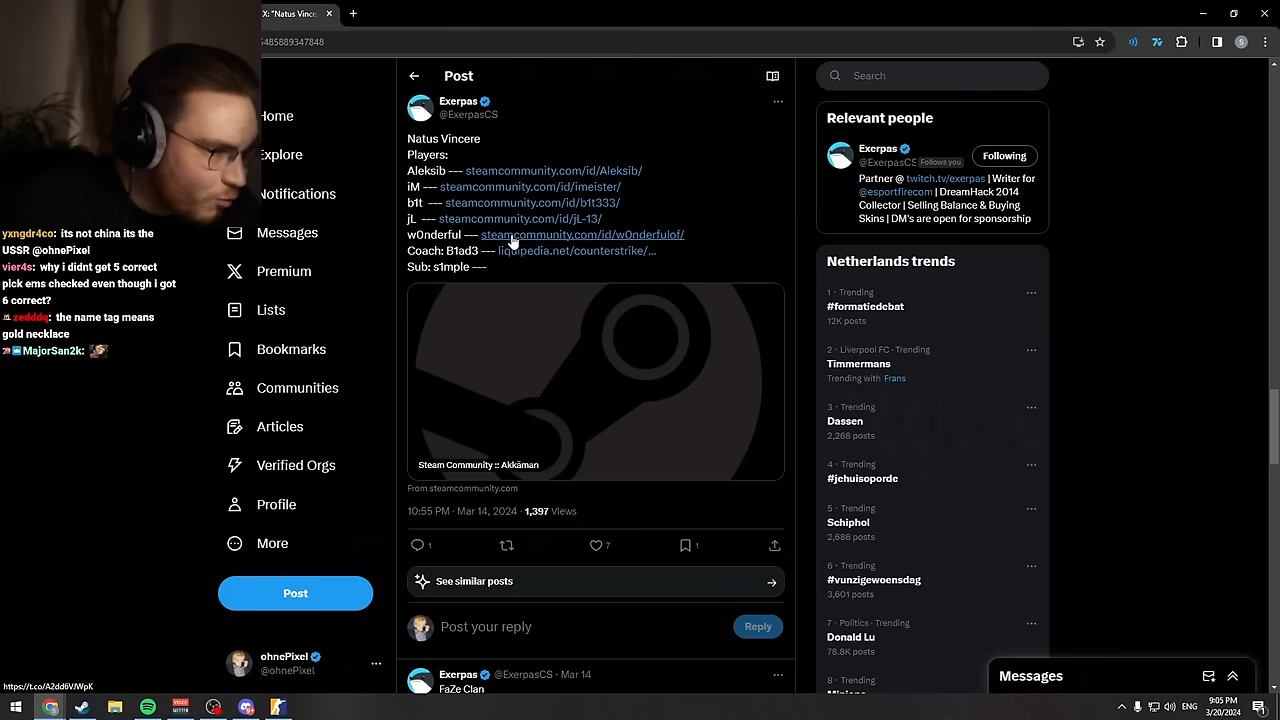 X: "Natus Vince
5485889347848
yxngdr4co: its not china its the
USSR @ohnePixel
vier4s: why i didnt get 5 correct
pIck ems checked even though i got
6 correct?
zedddq: the name tag means
gold necklace
MajorSan2k:
Home
Explore
Notifications
Messages
Premium
Lists
Bookmarks
Communities
Articles
Verified Orgs
Profile
More
Post
ohnePixel
@ohnePixel
https://t.co/A2dd6VJWpK
Post
Exerpas
@ExerpasCS
Natus Vincere
Players:
Aleksib --- steamcommunity.com/id/Aleksib/
iM --- steamcommunity.com/id/imeister/
b1t --- steamcommunity.com/id/b1t333/
jL --- steamcommunity.com/id/jL-13/
w0nderful --- steamcommunity.com/id/w0nderfulof/
Coach: B1ad3 --- liquipedia.net/counterstrike/...
Sub: s1mple ---
Steam Community :: Akkāman
From steamcommunity.com
10:55 PM · Mar 14, 2024 · 1,397 Views
1
7
1
See similar posts
Post your reply
Reply
Exerpas @ExerpasCS · Mar 14
FaZe Clan
Search
Relevant people
Exerpas
@ExerpasCS Follows you
Following
Partner @ twitch.tv/exerpas | Writer for
@esportfirecom | DreamHack 2014
Collector | Selling Balance & Buying
Skins | DM's are open for sponsorship
Netherlands trends
1 · Trending
#formatiedebat
12K posts
2 · Liverpool FC · Trending
Timmermans
Trending with Frans
3 · Trending
Dassen
2,268 posts
4 · Trending
#jehuisoporde
5 · Trending
Schiphol
2,686 posts
6 · Trending
#vunzigewoensdag
3,601 posts
7 · Politics · Trending
Donald Lu
78.8K posts
8 · Trending
Messages
VOICE
MEETER
ENG
9:05 PM
3/20/2024